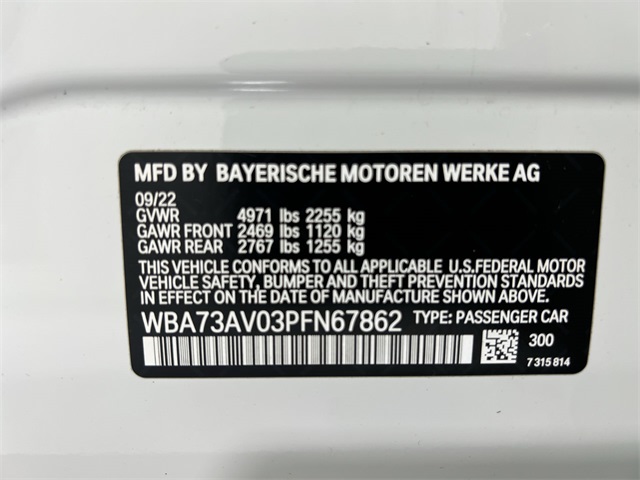 MFD BY BAYERISCHE MOTOREN WERKE AG
09/22
GVWR 4971 lbs 2255 kg
GAWR FRONT 2469 lbs 1120 kg
GAWR REAR 2767 lbs 1255 kg
THIS VEHICLE CONFORMS TO ALL APPLICABLE U.S.FEDERAL MOTOR
VEHICLE SAFETY, BUMPER AND THEFT PREVENTION STANDARDS
IN EFFECT ON THE DATE OF MANUFACTURE SHOWN ABOVE.
WBA73AV03PFN67862 TYPE: PASSENGER CAR
300
7 315 814